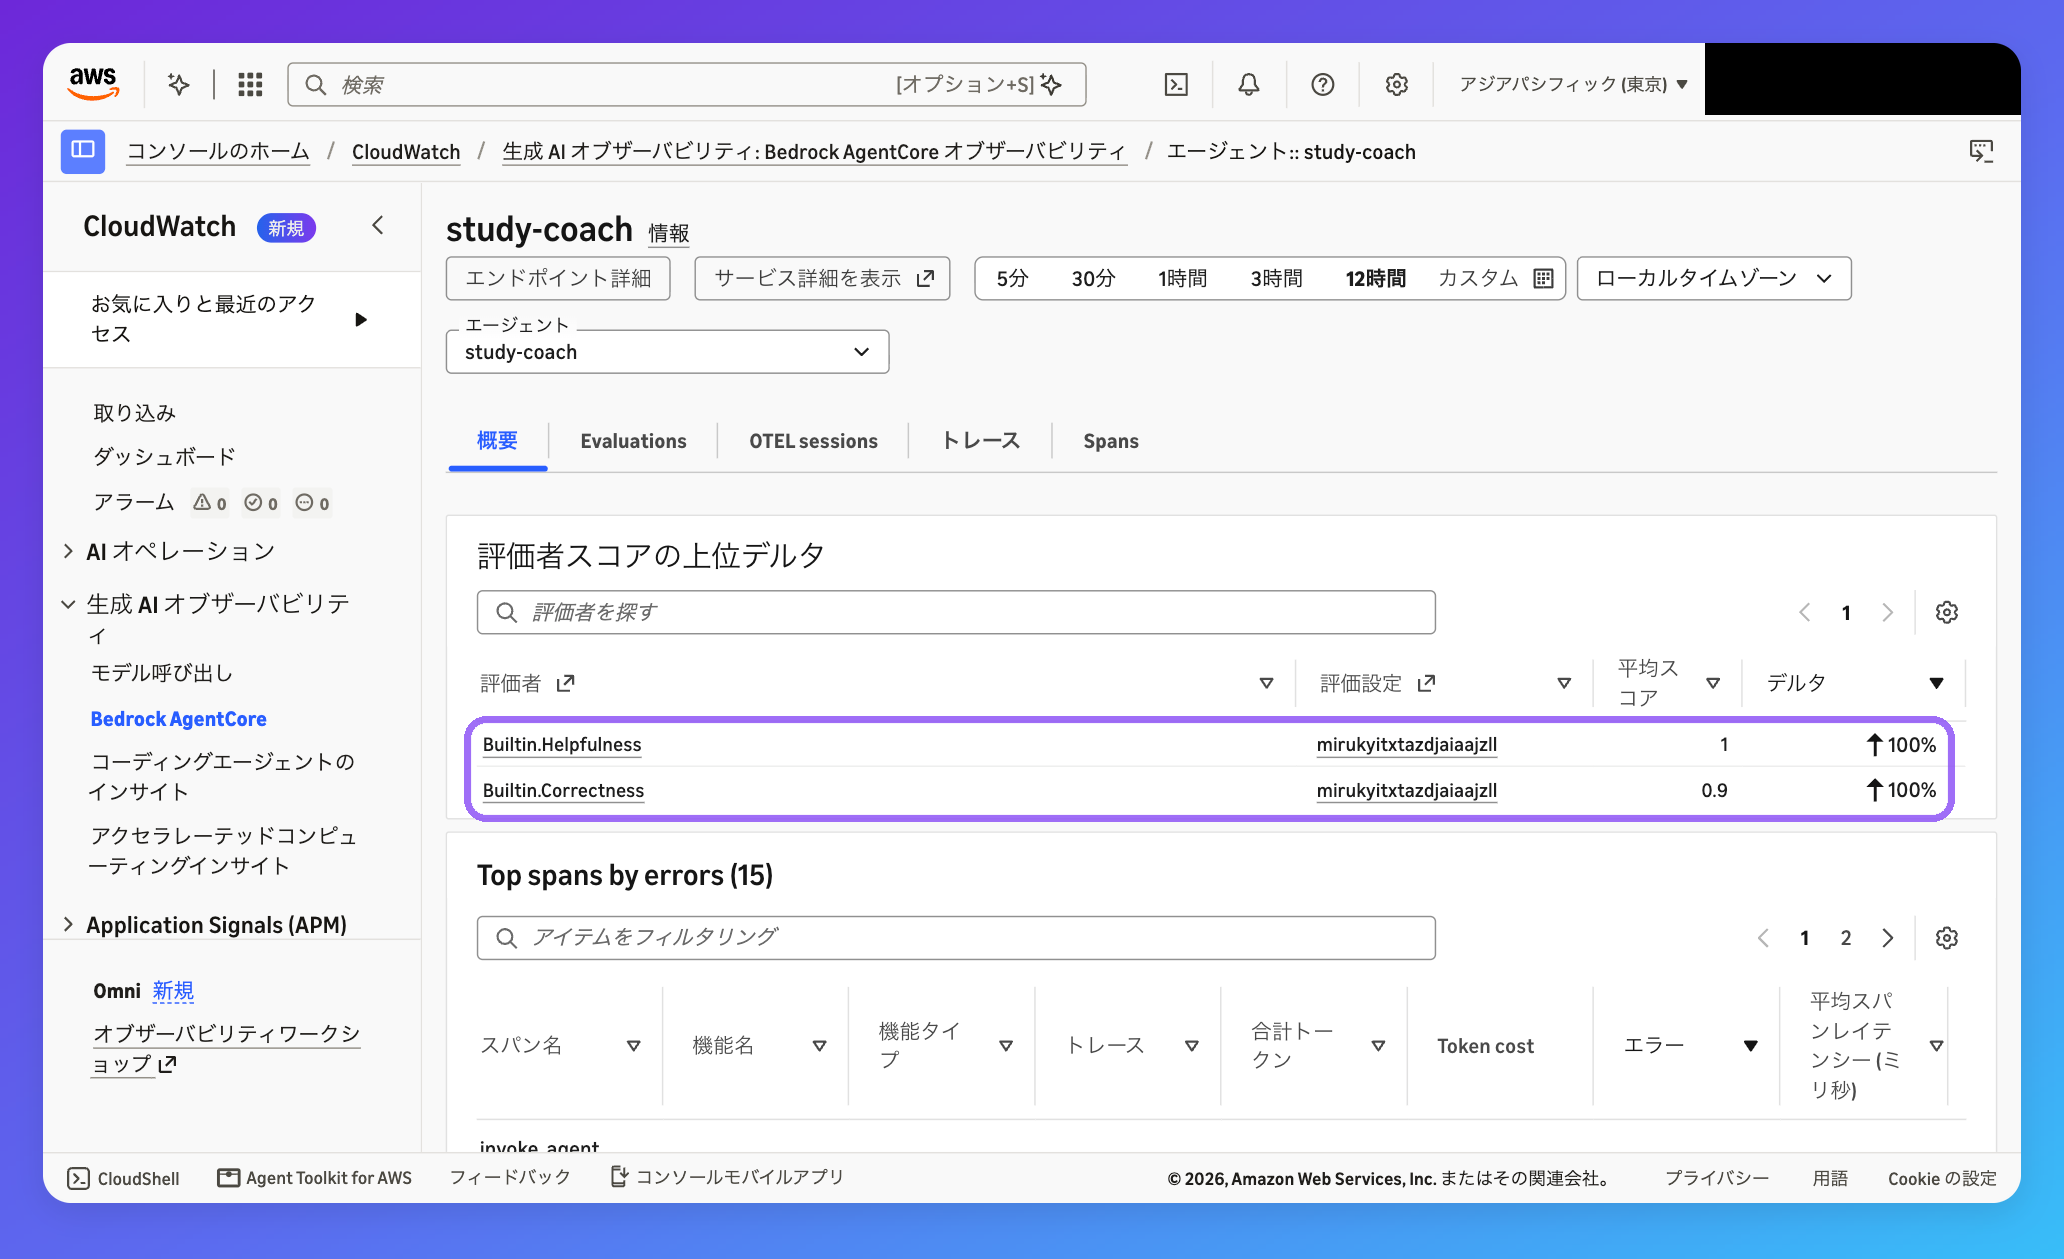 aws
検索
[オプション+S]
アジアパシフィック (東京) ▼
コンソールのホーム / CloudWatch / 生成 AI オブザーバビリティ: Bedrock AgentCore オブザーバビリティ / エージェント:: study-coach
CloudWatch 新規
お気に入りと最近のアク
セス
取り込み
ダッシュボード
アラーム 0 0 0
AI オペレーション
生成 AI オブザーバビリテ
ィ
モデル呼び出し
Bedrock AgentCore
コーディングエージェントの
インサイト
アクセラレーテッドコンピュ
ーティングインサイト
Application Signals (APM)
Omni 新規
オブザーバビリティワークシ
ョップ
study-coach 情報
エンドポイント詳細
サービス詳細を表示
5分 30分 1時間 3時間 12時間 カスタム
ローカルタイムゾーン
エージェント
study-coach
概要
Evaluations
OTEL sessions
トレース
Spans
評価者スコアの上位デルタ
評価者を探す
1
評価者
評価設定
平均ス
コア
デルタ
Builtin.Helpfulness mirukyitxtazdjaiaajzll 1 ↑ 100%
Builtin.Correctness mirukyitxtazdjaiaajzll 0.9 ↑ 100%
Top spans by errors (15)
アイテムをフィルタリング
1 2
スパン名
機能名
機能タイ
プ
トレース
合計トー
クン
Token cost
エラー
平均スパ
ンレイテ
ンシー (ミ
リ秒)
invoke_agent
CloudShell
Agent Toolkit for AWS
フィードバック
コンソールモバイルアプリ
© 2026, Amazon Web Services, Inc. またはその関連会社。
プライバシー
用語
Cookie の設定